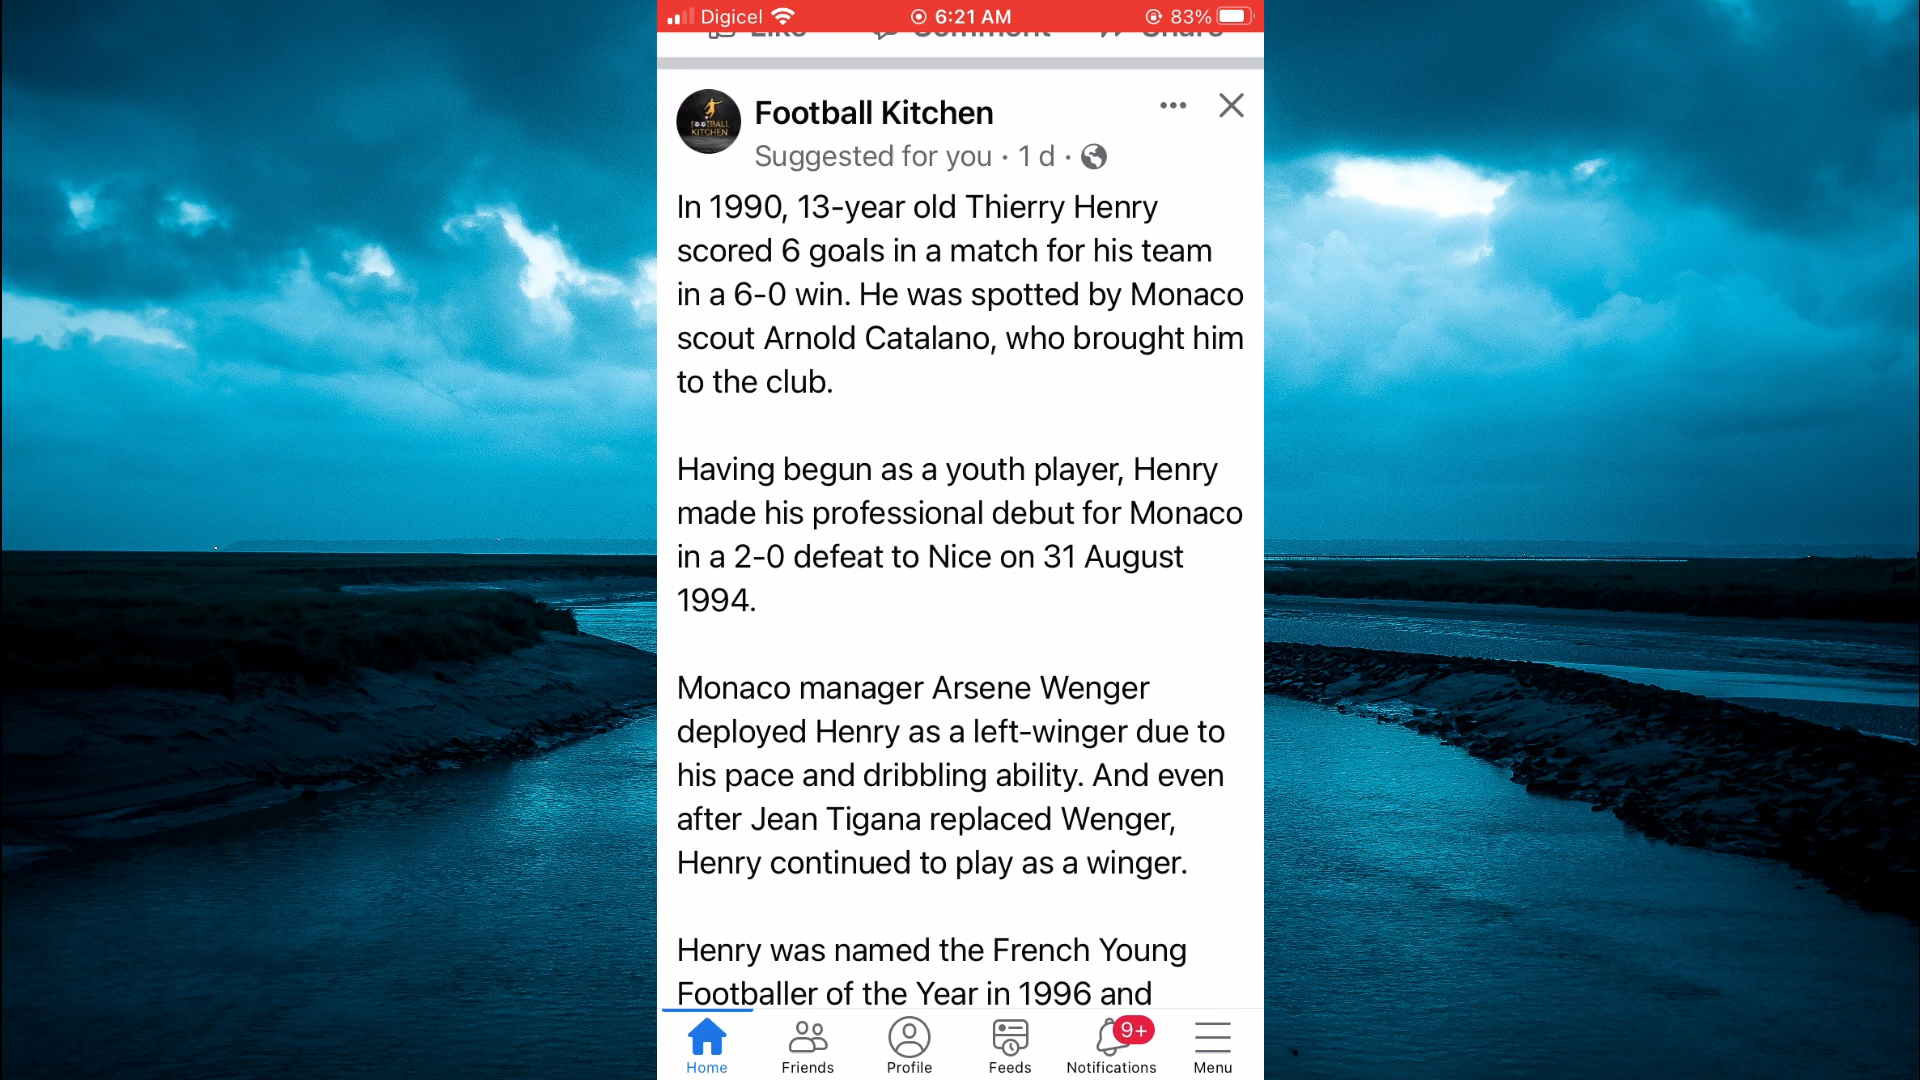 Digicel 6:21 AM 83%
Like Comment Share
Football Kitchen
Suggested for you · 1 d ·
FOOTBALL
KITCHEN
In 1990, 13-year old Thierry Henry
scored 6 goals in a match for his team
in a 6-0 win. He was spotted by Monaco
scout Arnold Catalano, who brought him
to the club.
Having begun as a youth player, Henry
made his professional debut for Monaco
in a 2-0 defeat to Nice on 31 August
1994.
Monaco manager Arsene Wenger
deployed Henry as a left-winger due to
his pace and dribbling ability. And even
after Jean Tigana replaced Wenger,
Henry continued to play as a winger.
Henry was named the French Young
Footballer of the Year in 1996 and
9+
Home Friends Profile Feeds Notifications Menu